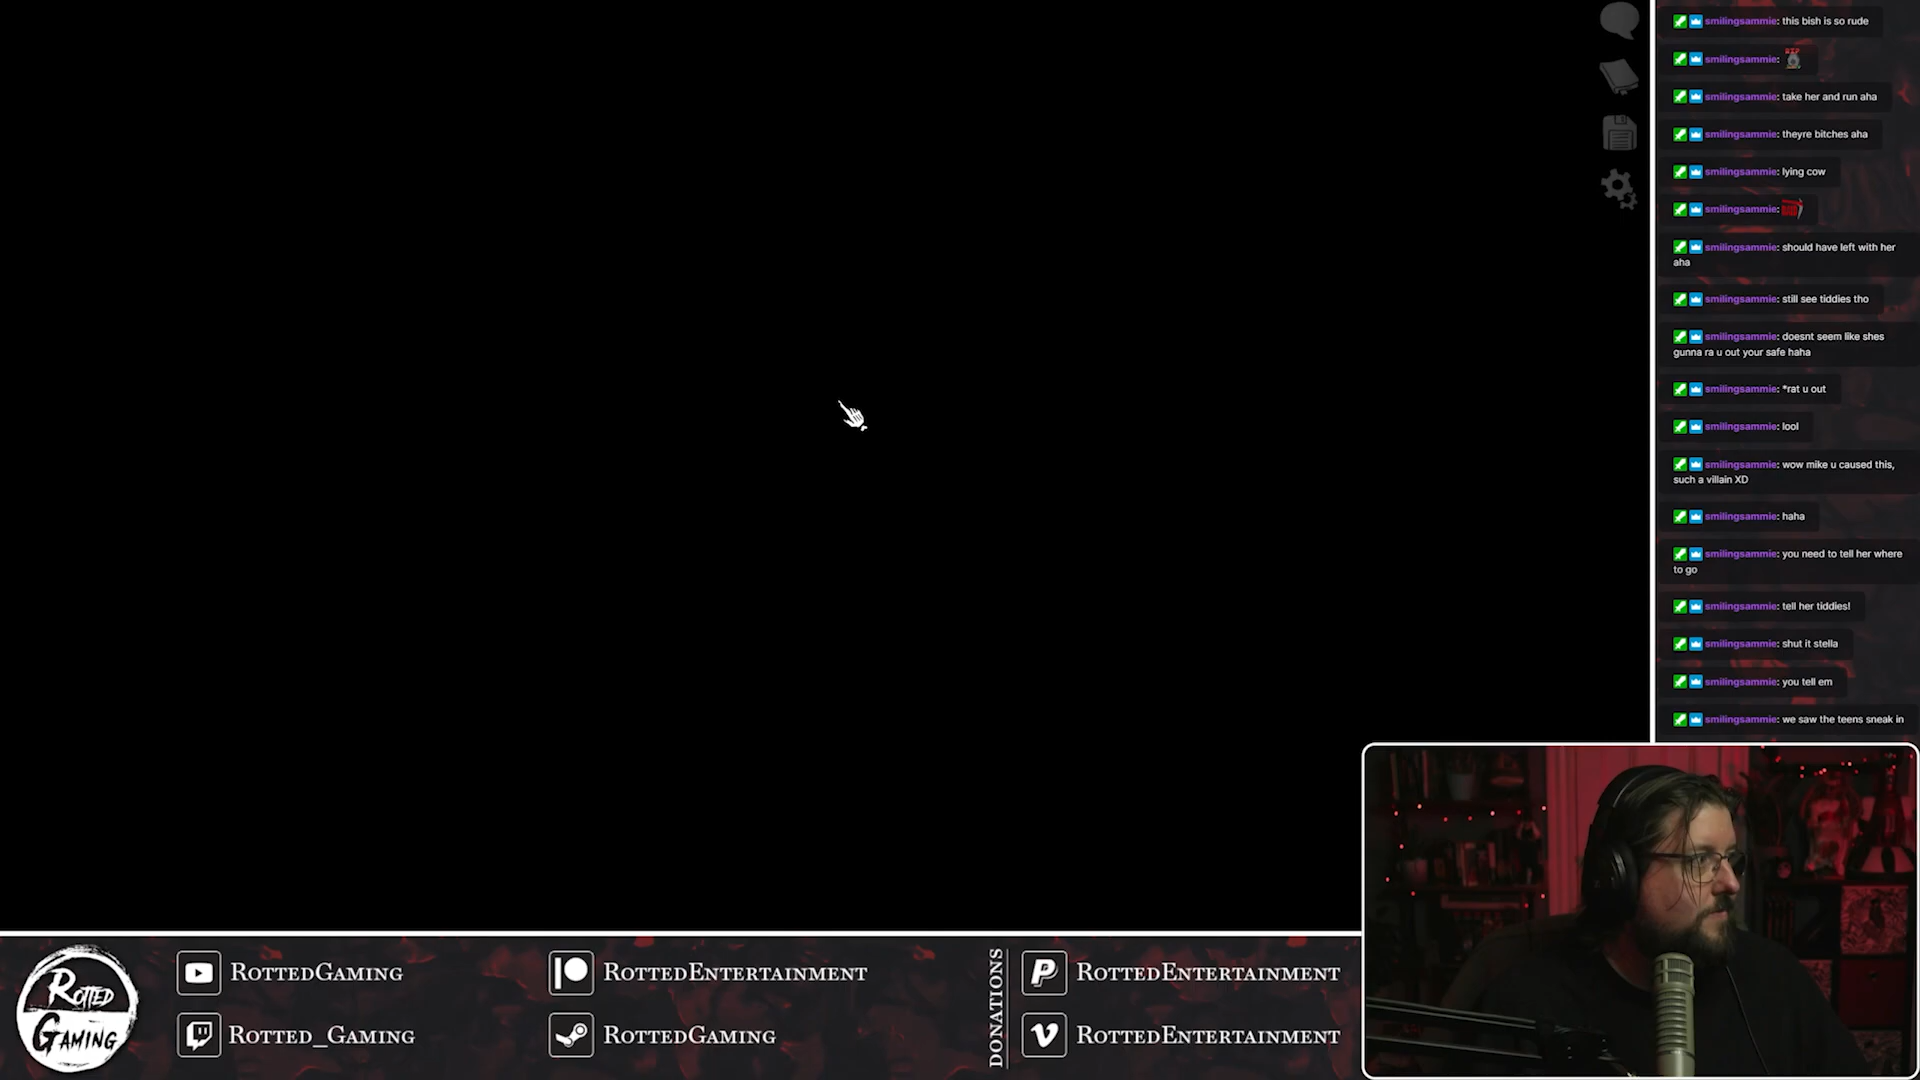 smilingsammie: this bish is so rude
smilingsammie:
smilingsammie: take her and run aha
smilingsammie: theyre bitches aha
smilingsammie: lying cow
smilingsammie:
smilingsammie: should have left with her
aha
smilingsammie: still see tiddies tho
smilingsammie: doesnt seem like shes
gunna ra u out your safe haha
smilingsammie: *rat u out
smilingsammie: lool
smilingsammie: wow mike u caused this,
such a villain XD
smilingsammie: haha
smilingsammie: you need to tell her where
to go
smilingsammie: tell her tiddies!
smilingsammie: shut it stella
smilingsammie: you tell em
smilingsammie: we saw the teens sneak in
Rotted
Gaming
RottedGaming
Rotted_Gaming
RottedEntertainment
RottedGaming
DONATIONS
RottedEntertainment
RottedEntertainment